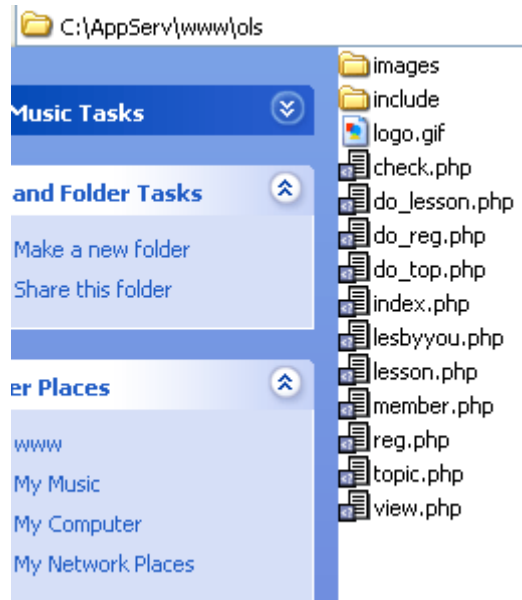 C:\AppServ\www\ols
Music Tasks
and Folder Tasks
Make a new folder
Share this folder
er Places
www
My Music
My Computer
My Network Places
images
include
logo.gif
check.php
do_lesson.php
do_reg.php
do_top.php
index.php
lesbyyou.php
lesson.php
member.php
reg.php
topic.php
view.php